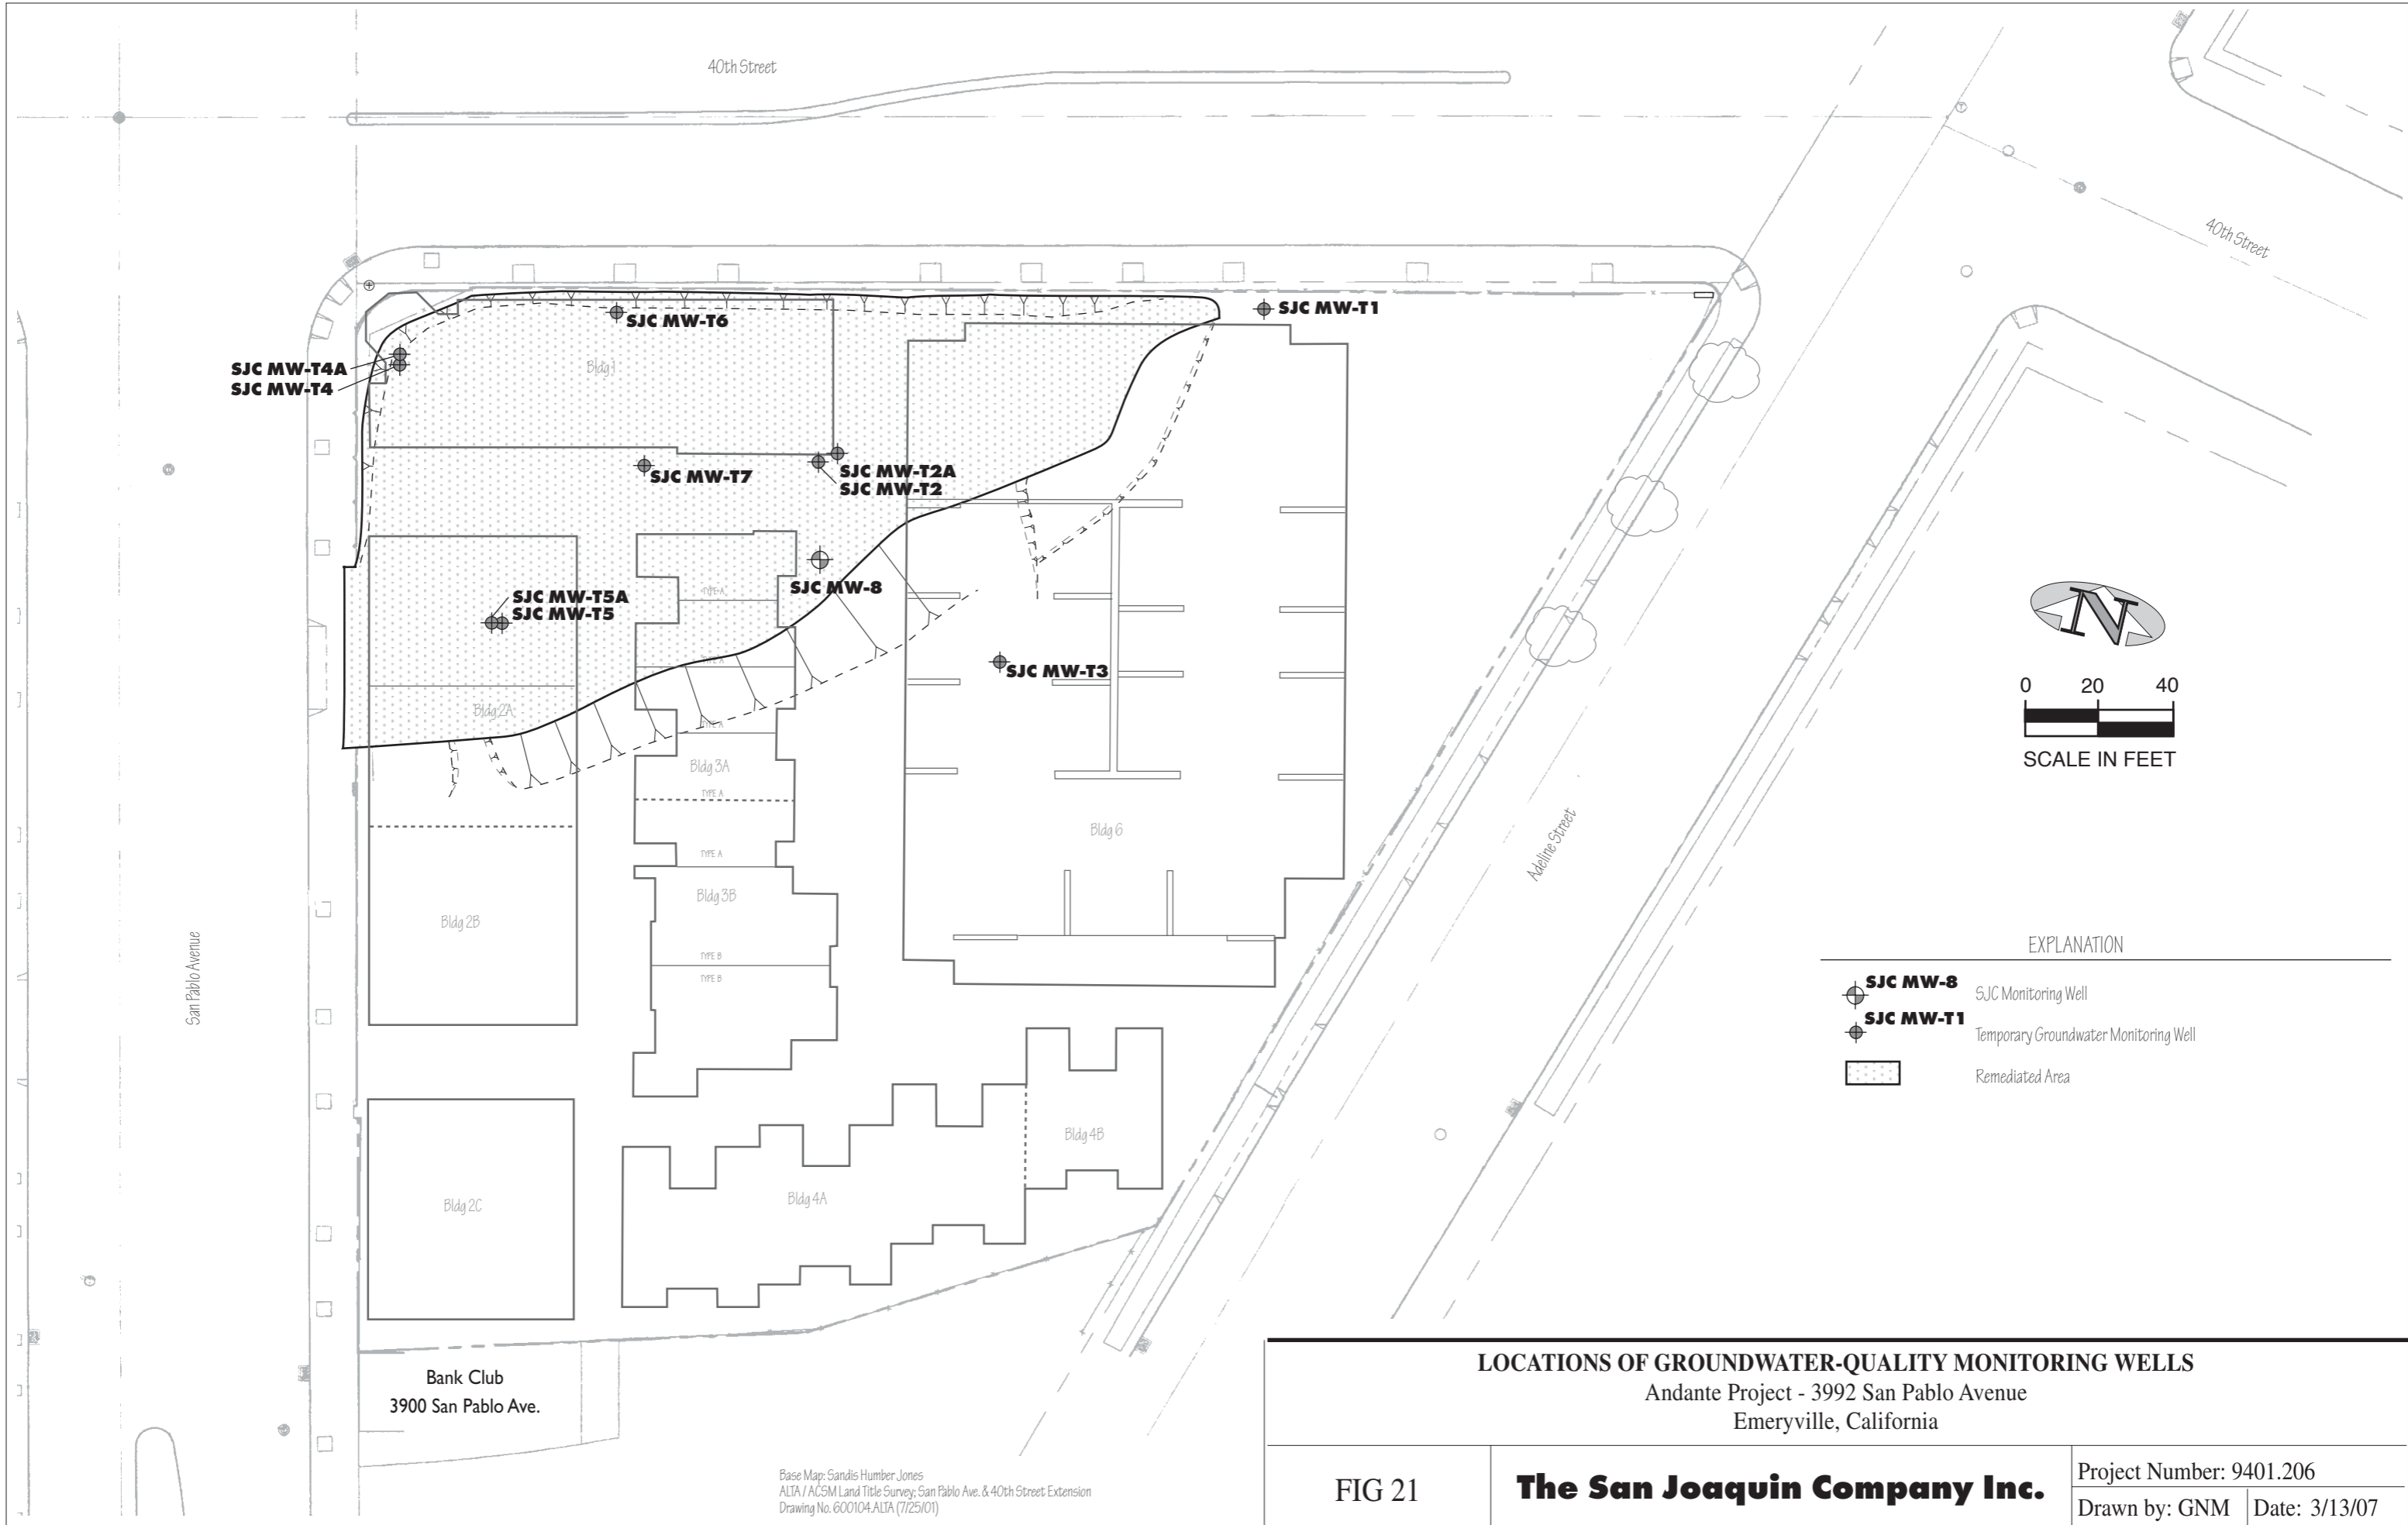 40th Street
40th Street
SJC MW-T1
SJC MW-T6
SJC MW-T4A
SJC MW-T4
Bldg 1
SJC MW-T2A
SJC MW-T2
SJC MW-T7
SJC MW-8
TYPE A
SJC MW-T5A
SJC MW-T5
TYPE A
SJC MW-T3
Bldg 2A
TYPE A
Bldg 3A
TYPE A
Bldg 6
TYPE A
Bldg 3B
Bldg 2B
TYPE B
TYPE B
San Pablo Avenue
Adeline Street
Bldg 4B
Bldg 4A
Bldg 2C
N
0 20 40
SCALE IN FEET
EXPLANATION
SJC MW-8
SJC Monitoring Well
SJC MW-T1
Temporary Groundwater Monitoring Well
Remediated Area
Bank Club
3900 San Pablo Ave.
Base Map: Sandis Humber Jones
ALTA / ACSM Land Title Survey; San Pablo Ave. & 40th Street Extension
Drawing No. 600104.ALTA (7/25/01)
LOCATIONS OF GROUNDWATER-QUALITY MONITORING WELLS
Andante Project - 3992 San Pablo Avenue
Emeryville, California
FIG 21
The San Joaquin Company Inc.
Project Number: 9401.206
Drawn by: GNM
Date: 3/13/07